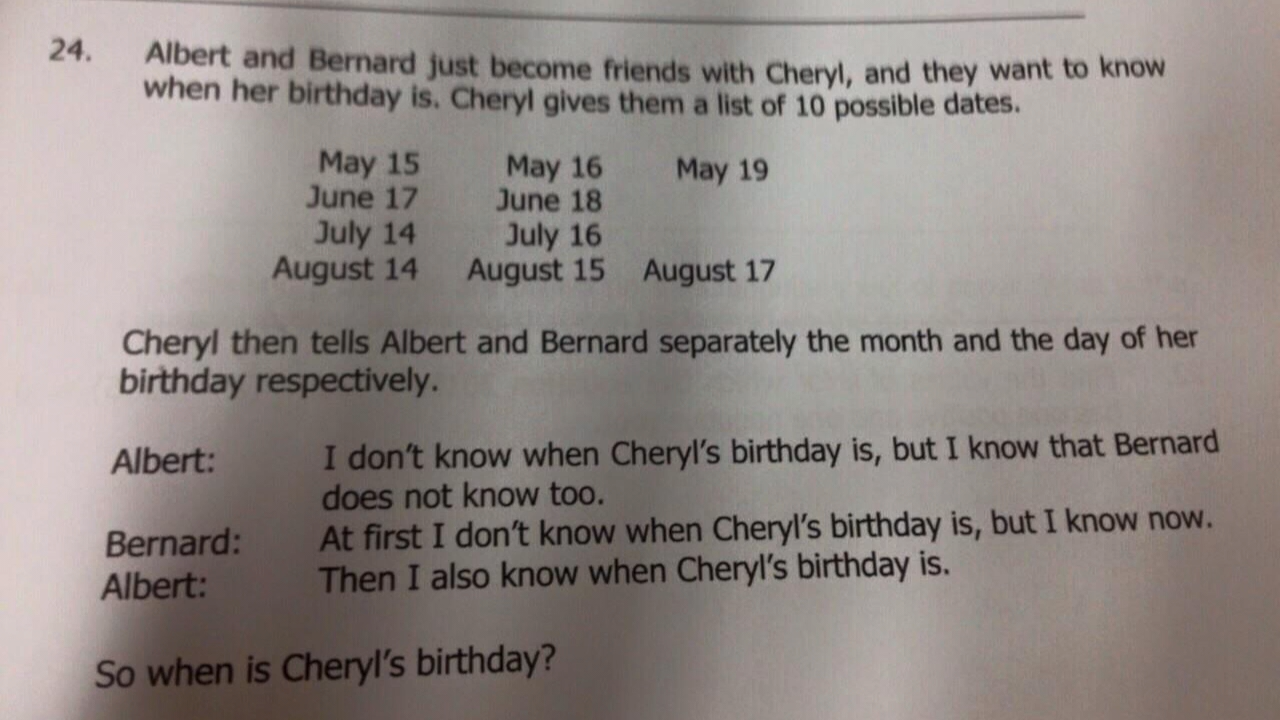 24. Albert and Bernard just become friends with Cheryl, and they want to know
when her birthday is. Cheryl gives them a list of 10 possible dates.
May 15 May 16 May 19
June 17 June 18
July 14 July 16
August 14 August 15 August 17
Cheryl then tells Albert and Bernard separately the month and the day of her
birthday respectively.
Albert: I don't know when Cheryl's birthday is, but I know that Bernard
does not know too.
Bernard: At first I don't know when Cheryl's birthday is, but I know now.
Albert: Then I also know when Cheryl's birthday is.
So when is Cheryl's birthday?